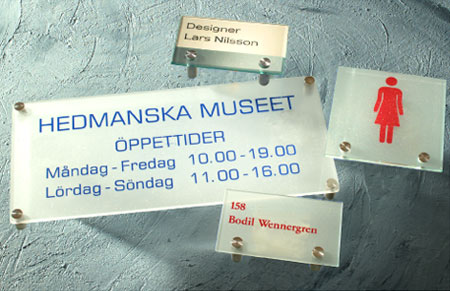 Designer
Lars Nilsson
HEDMANSKA MUSEET
ÖPPETTIDER
Måndag - Fredag 10.00 - 19.00
Lördag - Söndag 11.00 - 16.00
158
Bodil Wennergren